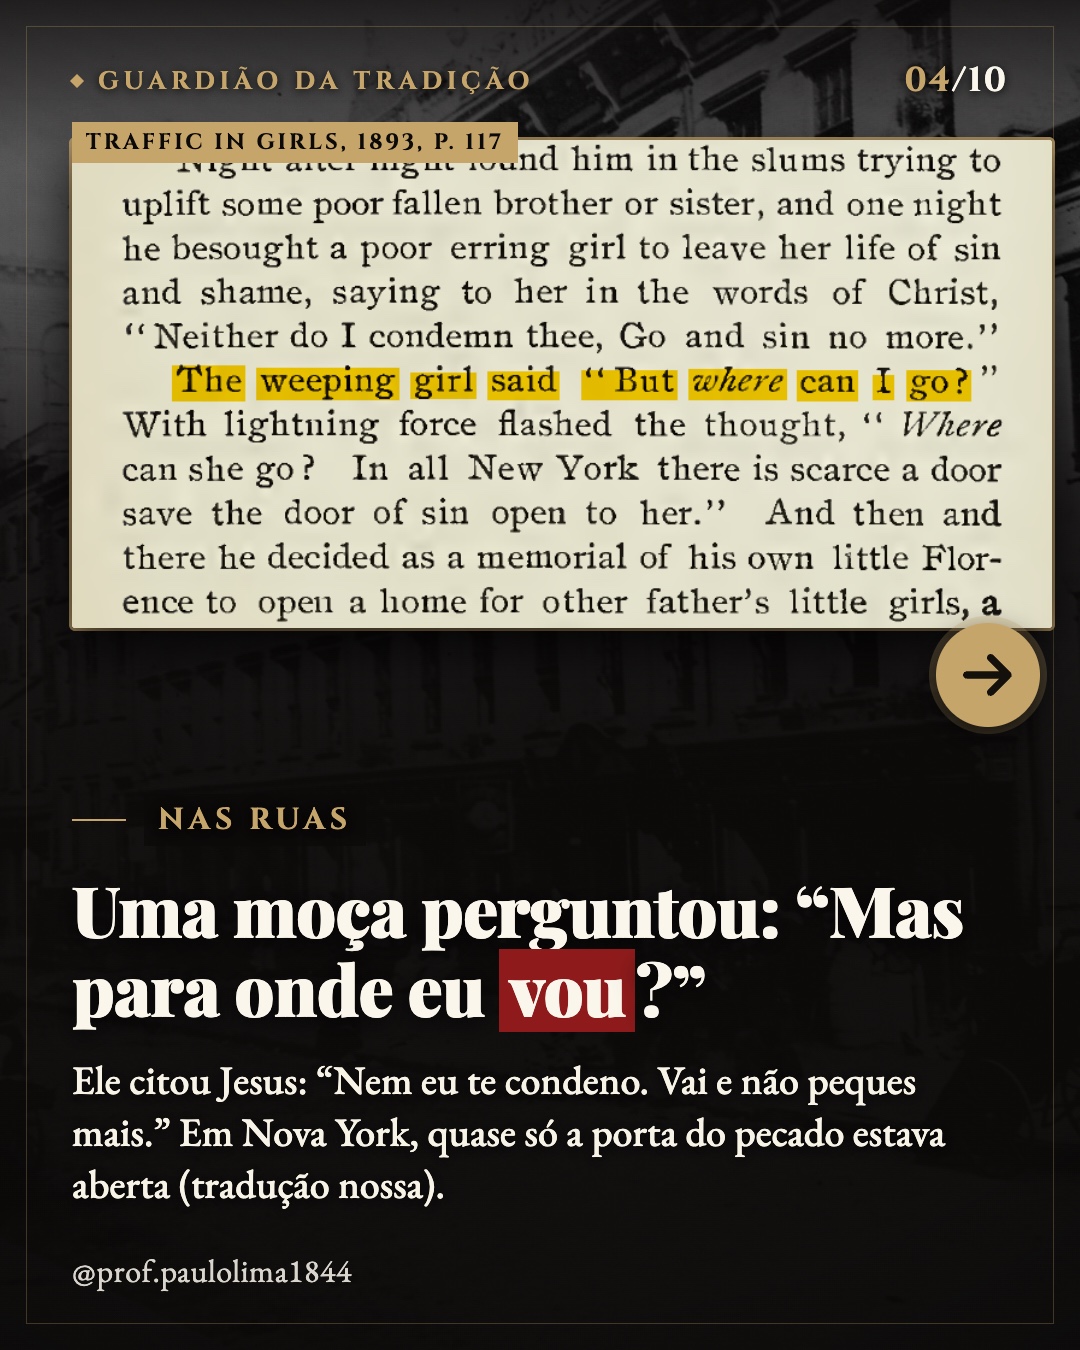 GUARDIÃO DA TRADIÇÃO
04/10
TRAFFIC IN GIRLS, 1893, P. 117
Night after night found him in the slums trying to
uplift some poor fallen brother or sister, and one night
he besought a poor erring girl to leave her life of sin
and shame, saying to her in the words of Christ,
“Neither do I condemn thee, Go and sin no more.”
The weeping girl said “But where can I go?”
With lightning force flashed the thought, “Where
can she go? In all New York there is scarce a door
save the door of sin open to her.” And then and
there he decided as a memorial of his own little Flor-
ence to open a home for other father’s little girls, a
NAS RUAS
Uma moça perguntou: “Mas
para onde eu vou?”
Ele citou Jesus: “Nem eu te condeno. Vai e não peques
mais.” Em Nova York, quase só a porta do pecado estava
aberta (tradução nossa).
@prof.paulolima1844